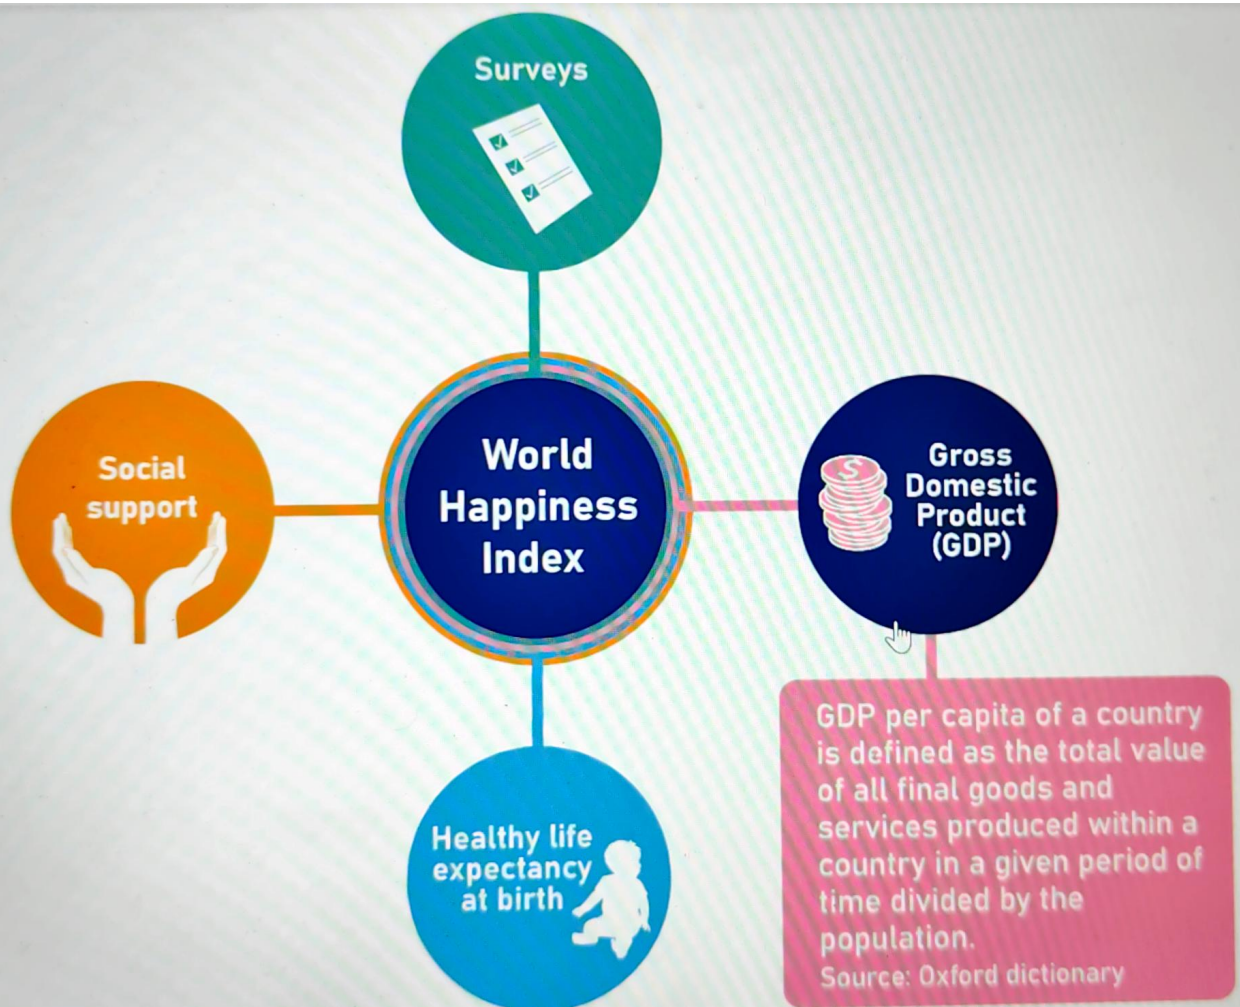 Surveys
Social
support
World
Happiness
Index
$
Gross
Domestic
Product
(GDP)
Healthy life
expectancy
at birth
GDP per capita of a country
is defined as the total value
of all final goods and
services produced within a
country in a given period of
time divided by the
population.
Source: Oxford dictionary